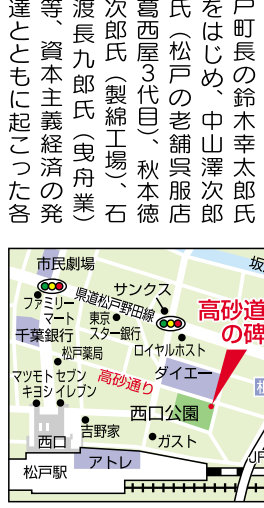 戸町長の鈴木幸太郎氏
をはじめ、中山澤次郎
氏（松戸の老舗呉服店
葛西屋３代目）、秋本徳
次郎氏（製綿工場）、石
渡長九郎氏（曳舟業）
等、資本主義経済の発
達とともに起こった各
市民劇場
サンクス
ファミリー
マート
県道松戸野田線
東京
スター銀行
千葉銀行
松戸薬局
ロイヤルホスト
高砂道
の碑
マツモト
キヨシ
セブン
イレブン
高砂通り
ダイエー
西口公園
吉野家
ガスト
西口
アトレ
松戸駅